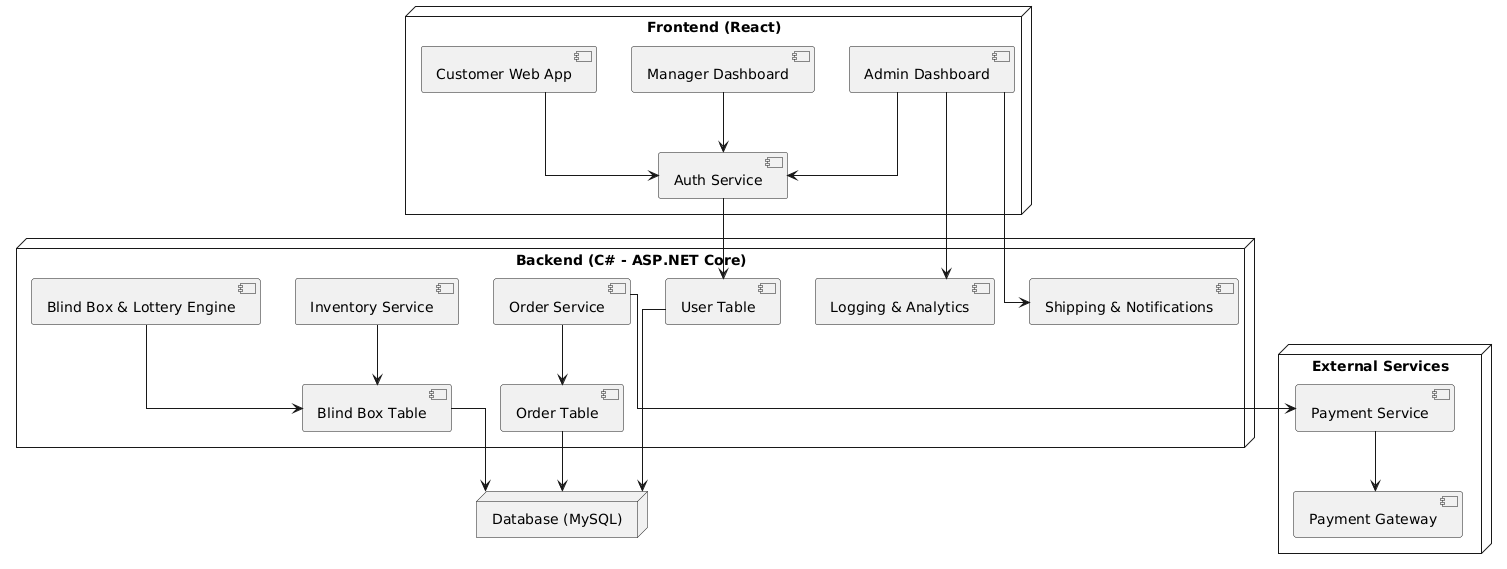 Frontend (React)
Customer Web App
Manager Dashboard
Admin Dashboard
Auth Service
Backend (C# - ASP.NET Core)
Blind Box & Lottery Engine
Inventory Service
Order Service
User Table
Logging & Analytics
Shipping & Notifications
External Services
Blind Box Table
Order Table
Payment Service
Database (MySQL)
Payment Gateway